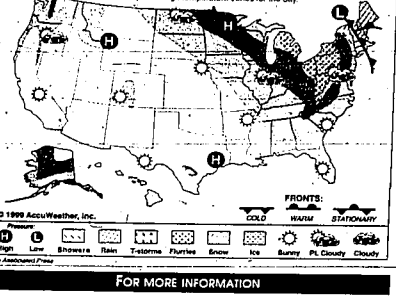 H
L
H
H
FRONTS:
COLD WARM STATIONARY
© 1999 AccuWeather, Inc.
Pressure:
H L
High Low Showers Rain T-storms Flurries Snow Ice Sunny Pt. Cloudy Cloudy
Associated Press
FOR MORE INFORMATION